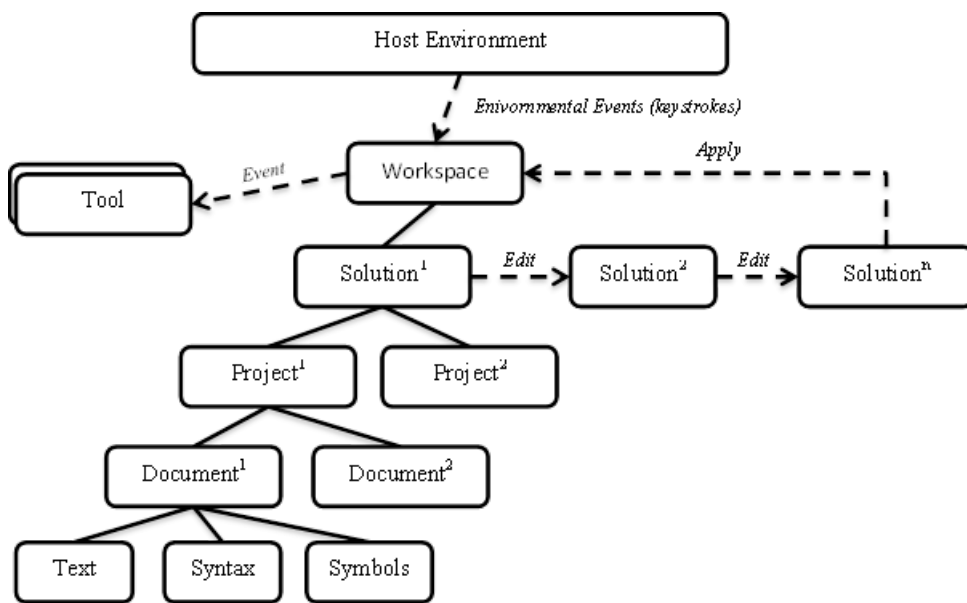 Host Environment
Enivornmental Events (keystrokes)
Apply
Workspace
Event
Tool
Solution¹
Edit
Solution²
Edit
Solutionⁿ
Project¹
Project²
Document¹
Document²
Text
Syntax
Symbols